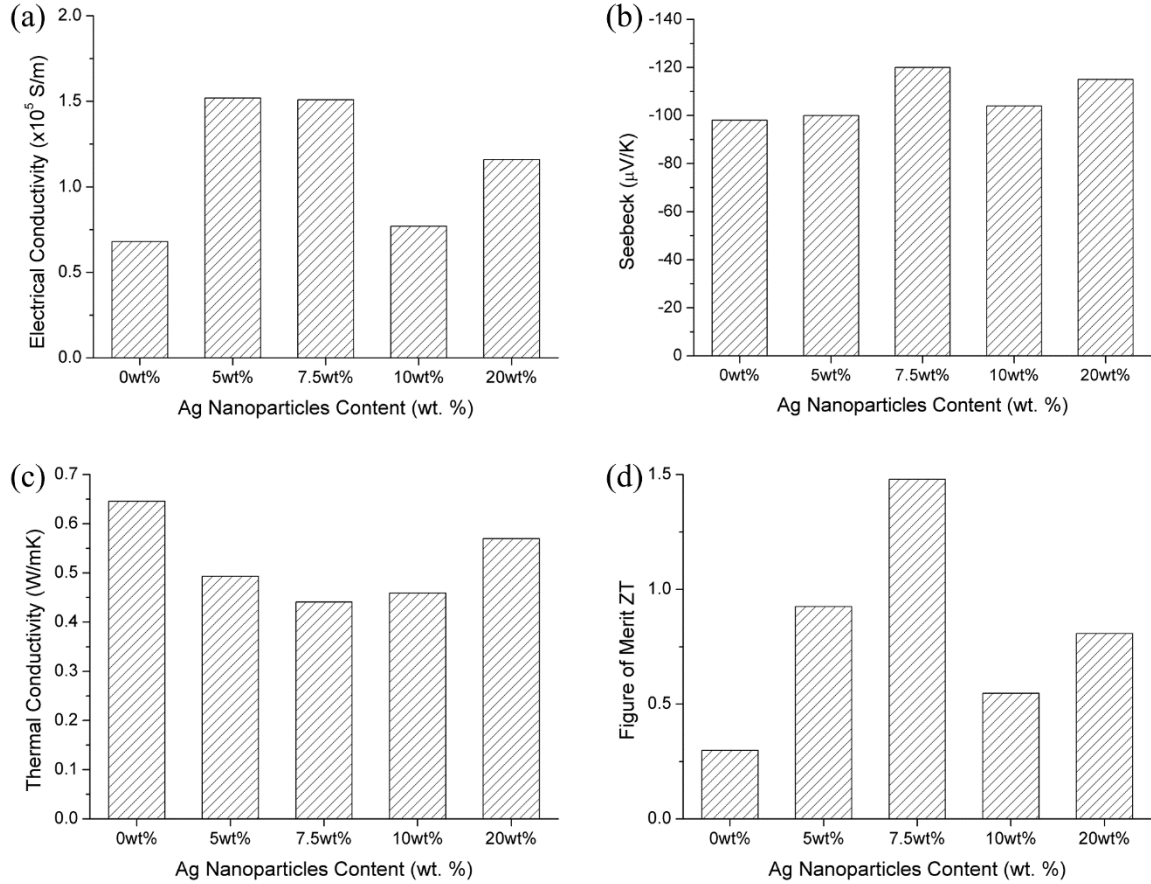 (a)
2.0
1.5
1.0
0.5
0.0
Electrical Conductivity (x10⁵ S/m)
0wt% 5wt% 7.5wt% 10wt% 20wt%
Ag Nanoparticles Content (wt. %)
(b)
-140
-120
-100
-80
-60
-40
-20
0
Seebeck (μV/K)
0wt% 5wt% 7.5wt% 10wt% 20wt%
Ag Nanoparticles Content (wt. %)
(c)
0.7
0.6
0.5
0.4
0.3
0.2
0.1
0.0
Thermal Conductivity (W/mK)
0wt% 5wt% 7.5wt% 10wt% 20wt%
Ag Nanoparticles Content (wt. %)
(d)
1.5
1.0
0.5
0.0
Figure of Merit ZT
0wt% 5wt% 7.5wt% 10wt% 20wt%
Ag Nanoparticles Content (wt. %)